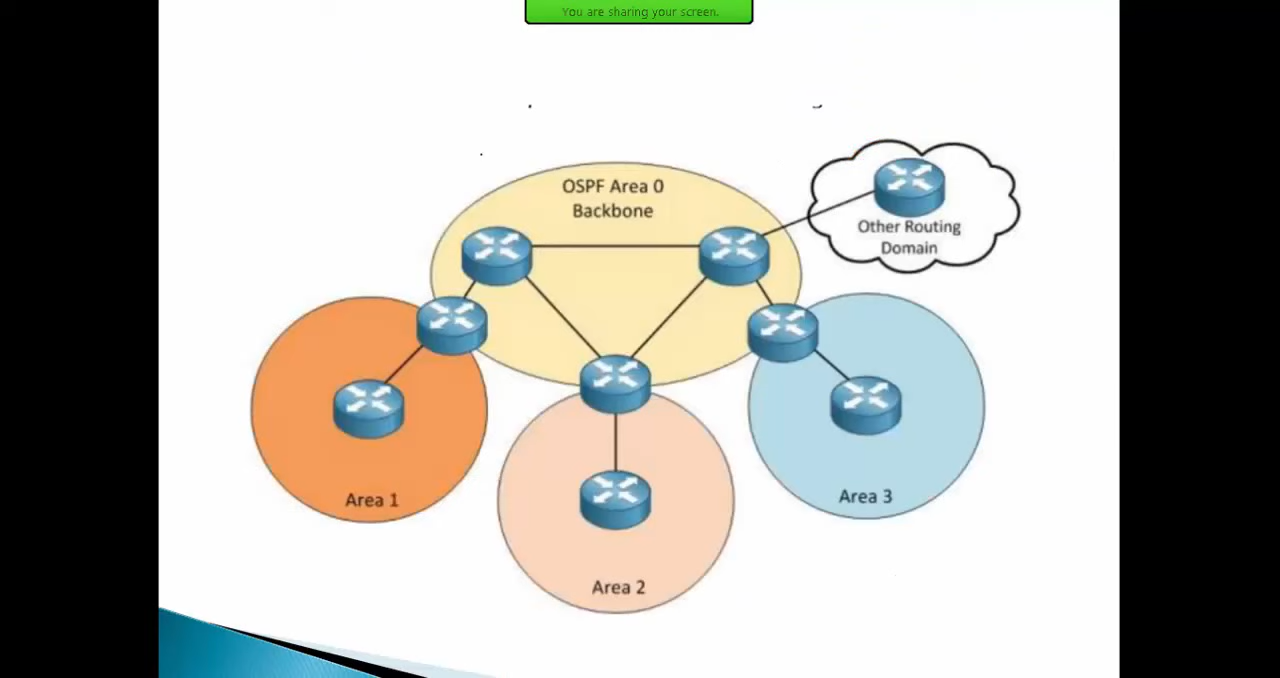 You are sharing your screen.
OSPF Area 0
Backbone
Other Routing
Domain
Area 1
Area 3
Area 2